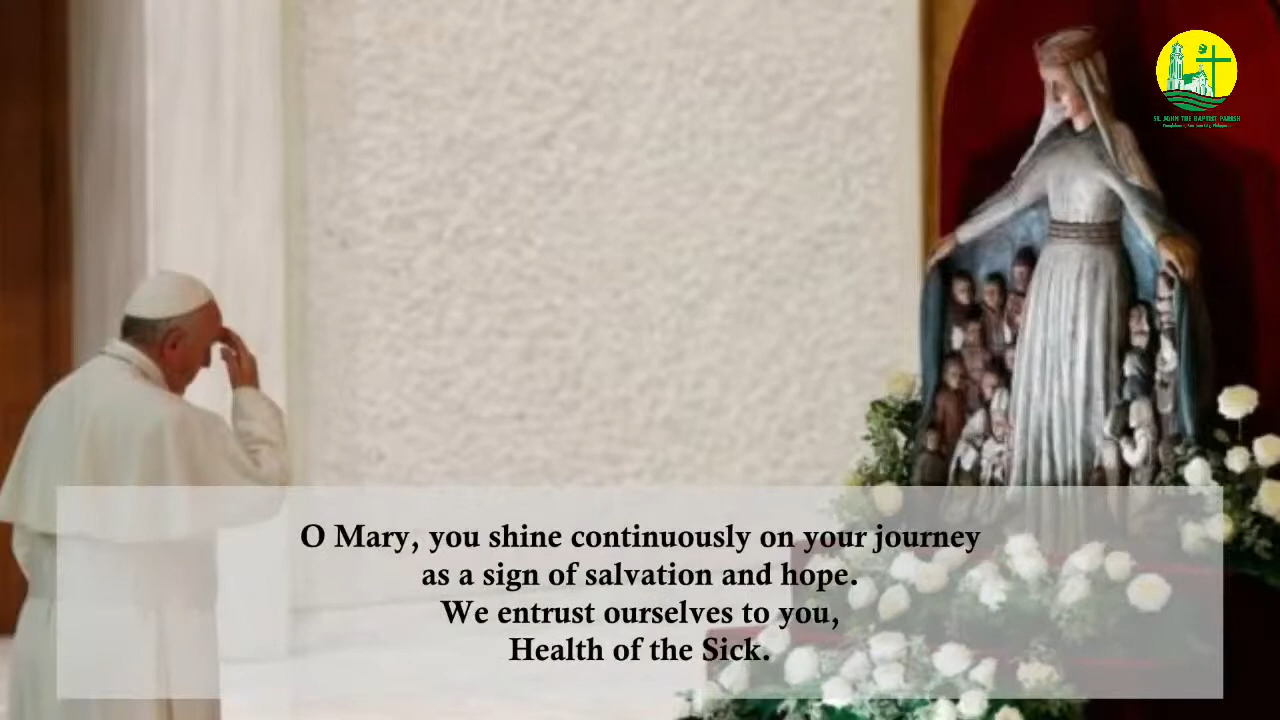 ST. JOHN THE BAPTIST PARISH
O Mary, you shine continuously on your journey
as a sign of salvation and hope.
We entrust ourselves to you,
Health of the Sick.